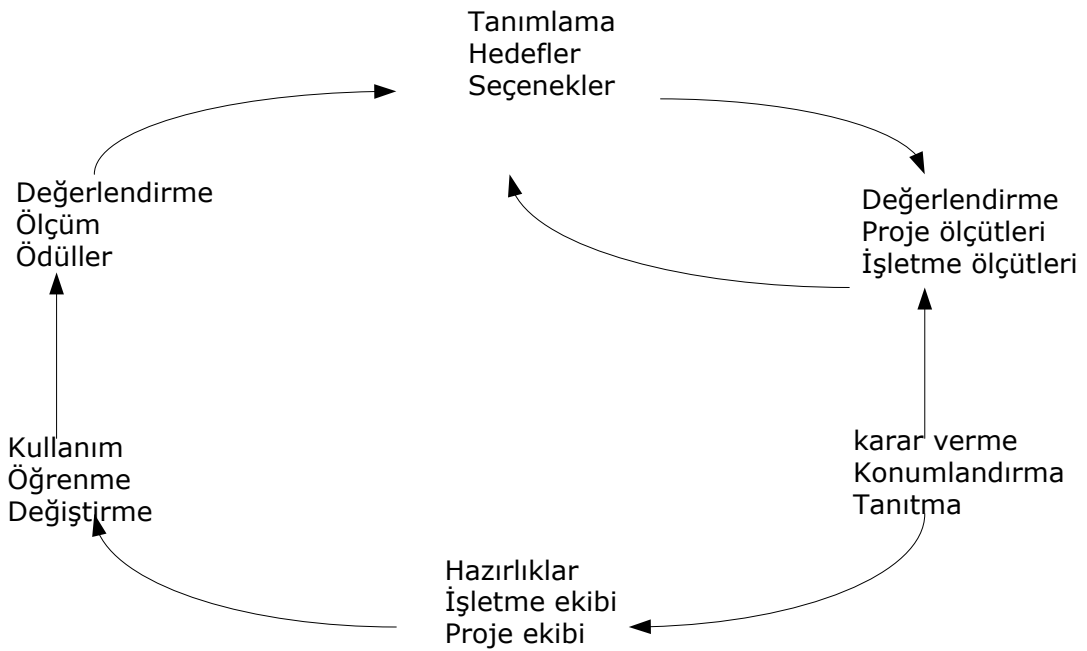 Tanımlama
Hedefler
Seçenekler
Değerlendirme
Ölçüm
Ödüller
Değerlendirme
Proje ölçütleri
İşletme ölçütleri
Kullanım
Öğrenme
Değiştirme
karar verme
Konumlandırma
Tanıtma
Hazırlıklar
İşletme ekibi
Proje ekibi